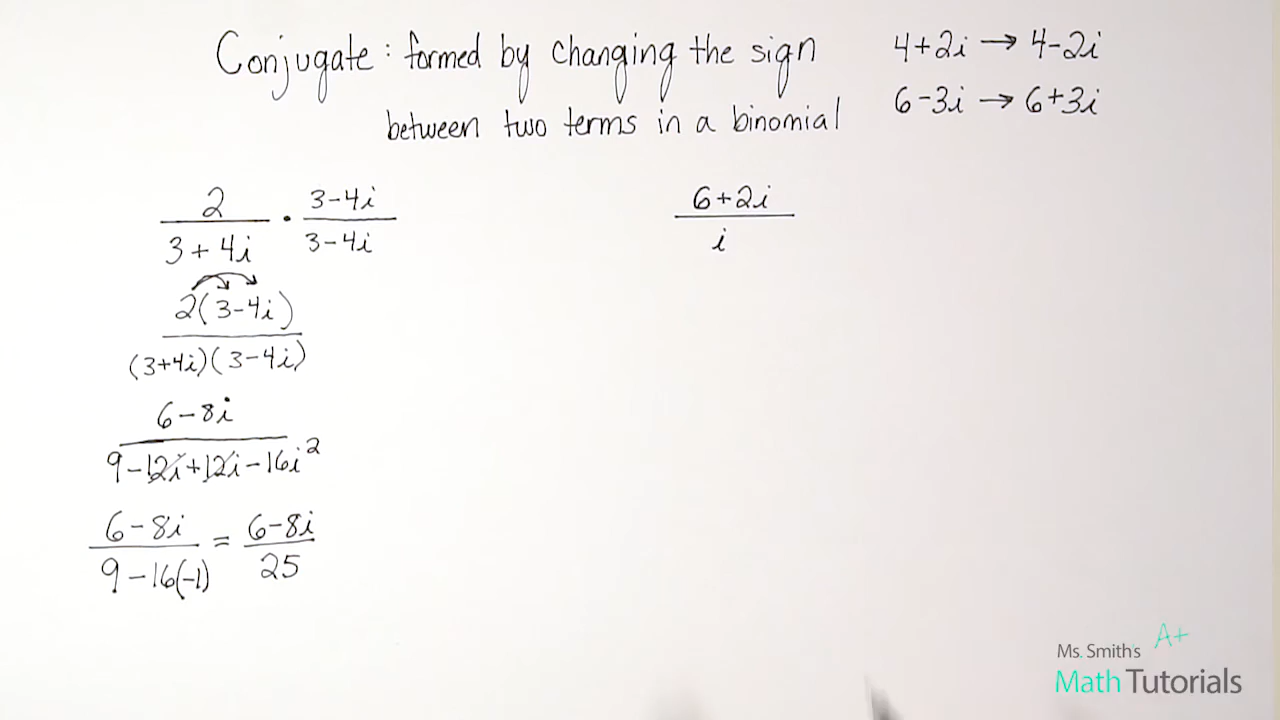 Conjugate: formed by changing the sign
between two terms in a binomial
4+2i → 4-2i
6-3i → 6+3i
2/(3+4i) · (3-4i)/(3-4i)
2(3-4i)
(3+4i)(3-4i)
6-8i
9-12i+12i-16i²
(6-8i)/(9-16(-1)) = (6-8i)/25
6+2i
i
A+
Ms. Smith's
Math Tutorials